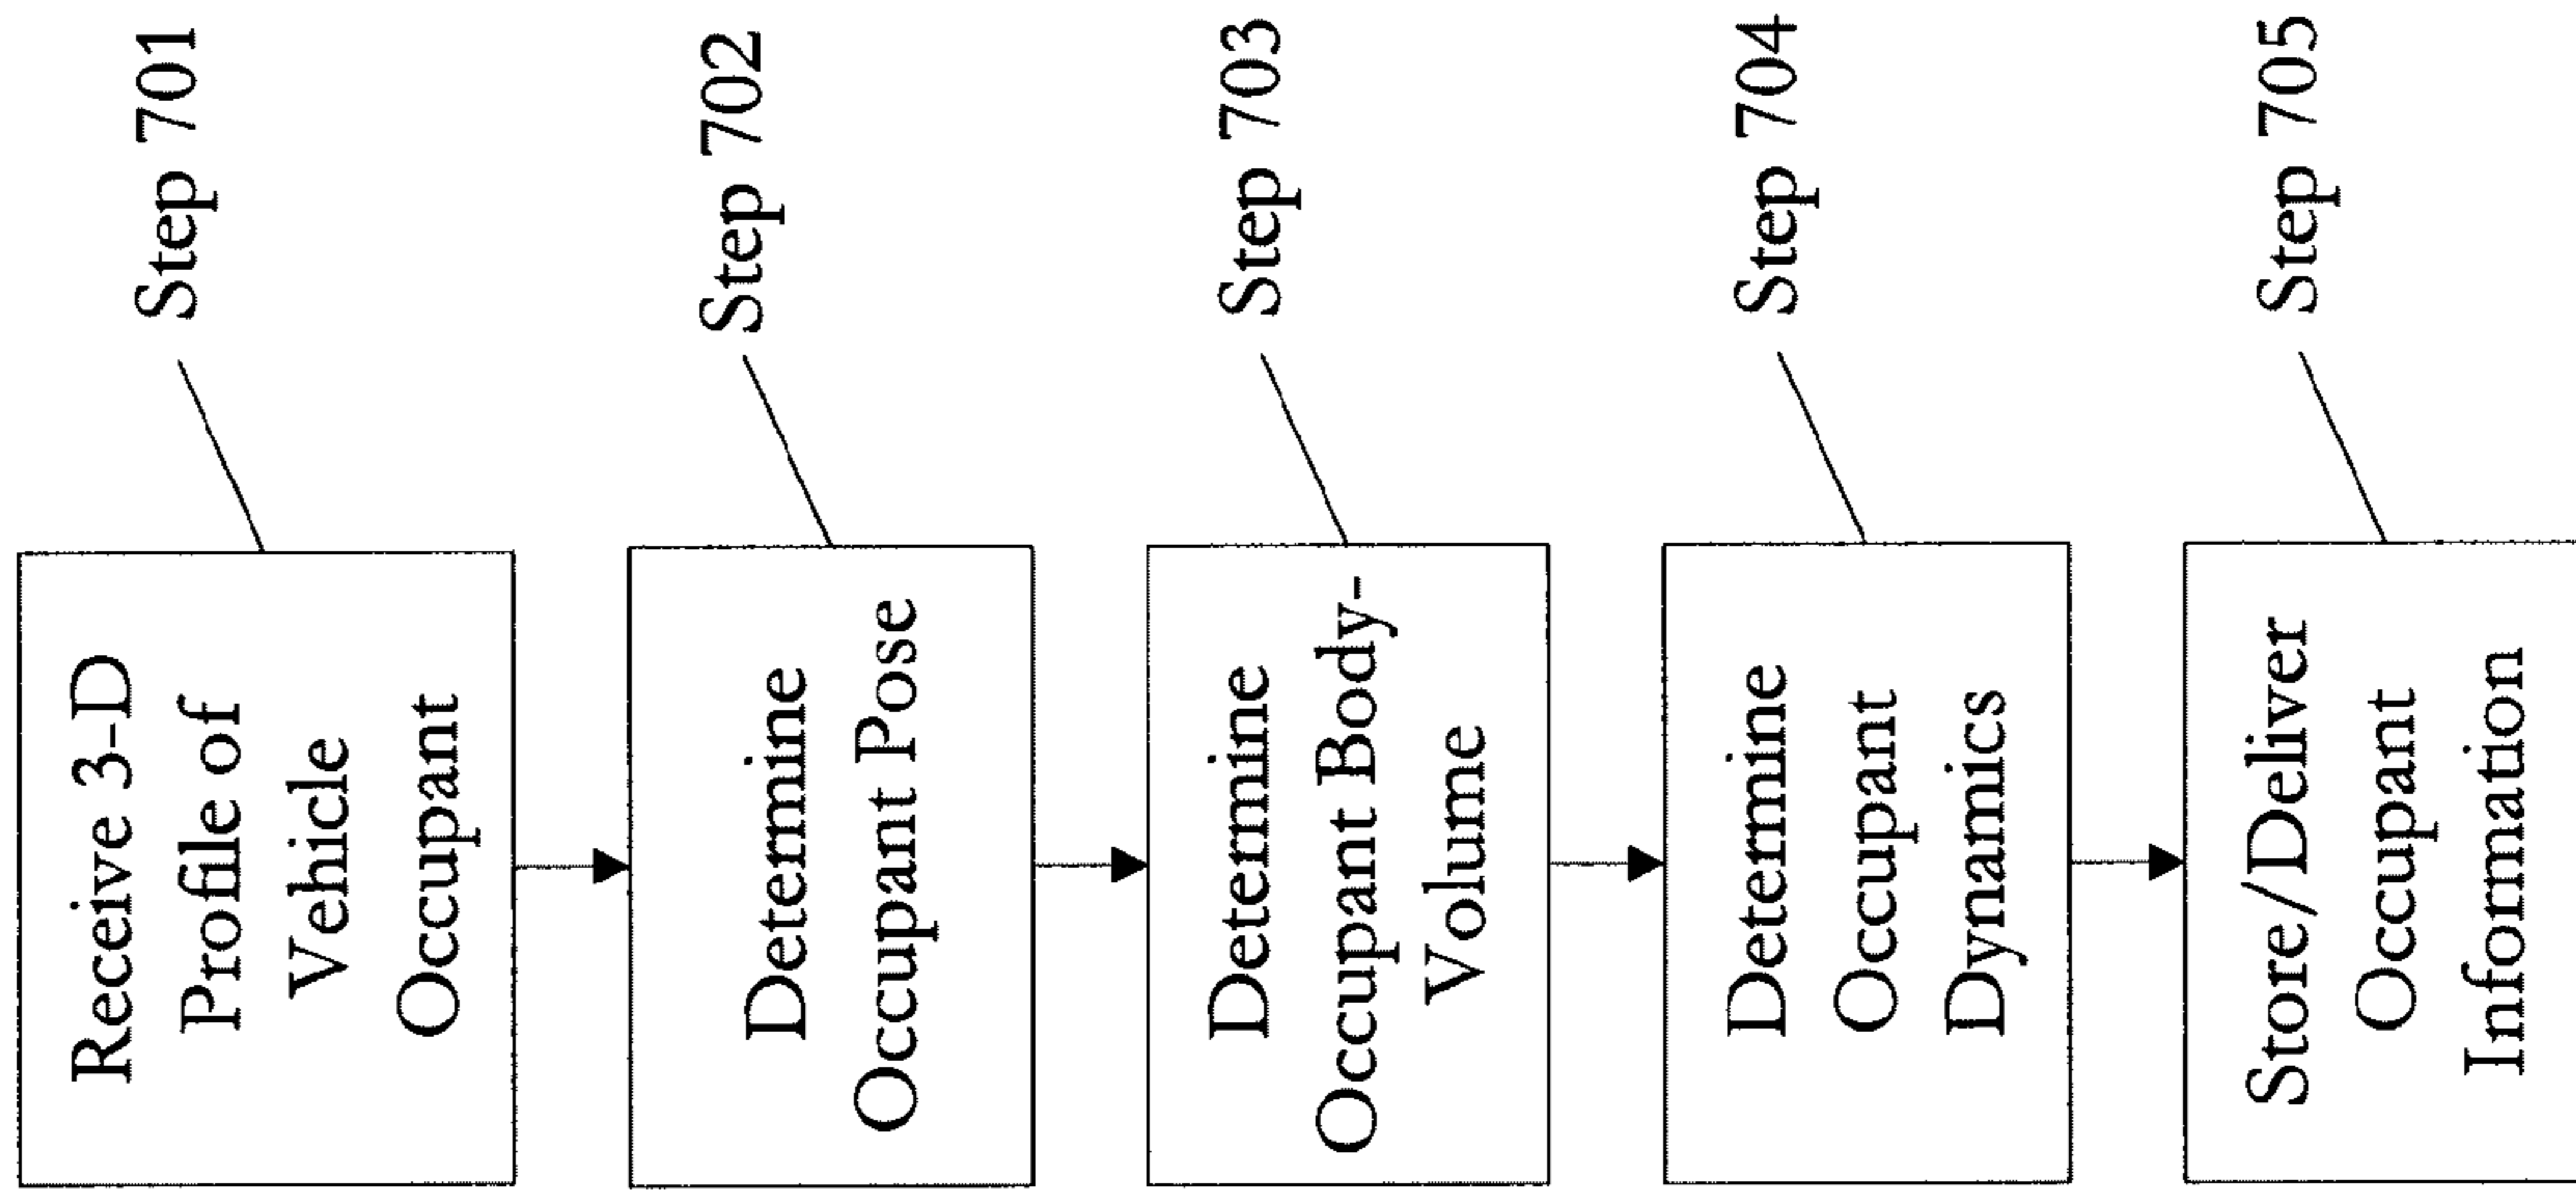 Receive 3-D
Profile of
Vehicle
Occupant
Step 701
Determine
Occupant Pose
Step 702
Determine
Occupant Body-
Volume
Step 703
Determine
Occupant
Dynamics
Step 704
Store/Deliver
Occupant
Information
Step 705